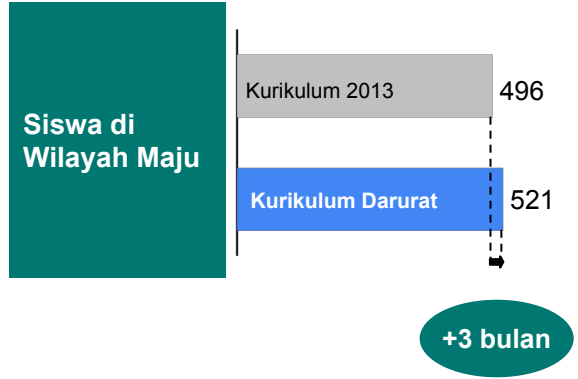 Siswa di
Wilayah Maju
Kurikulum 2013
496
Kurikulum Darurat
521
+3 bulan